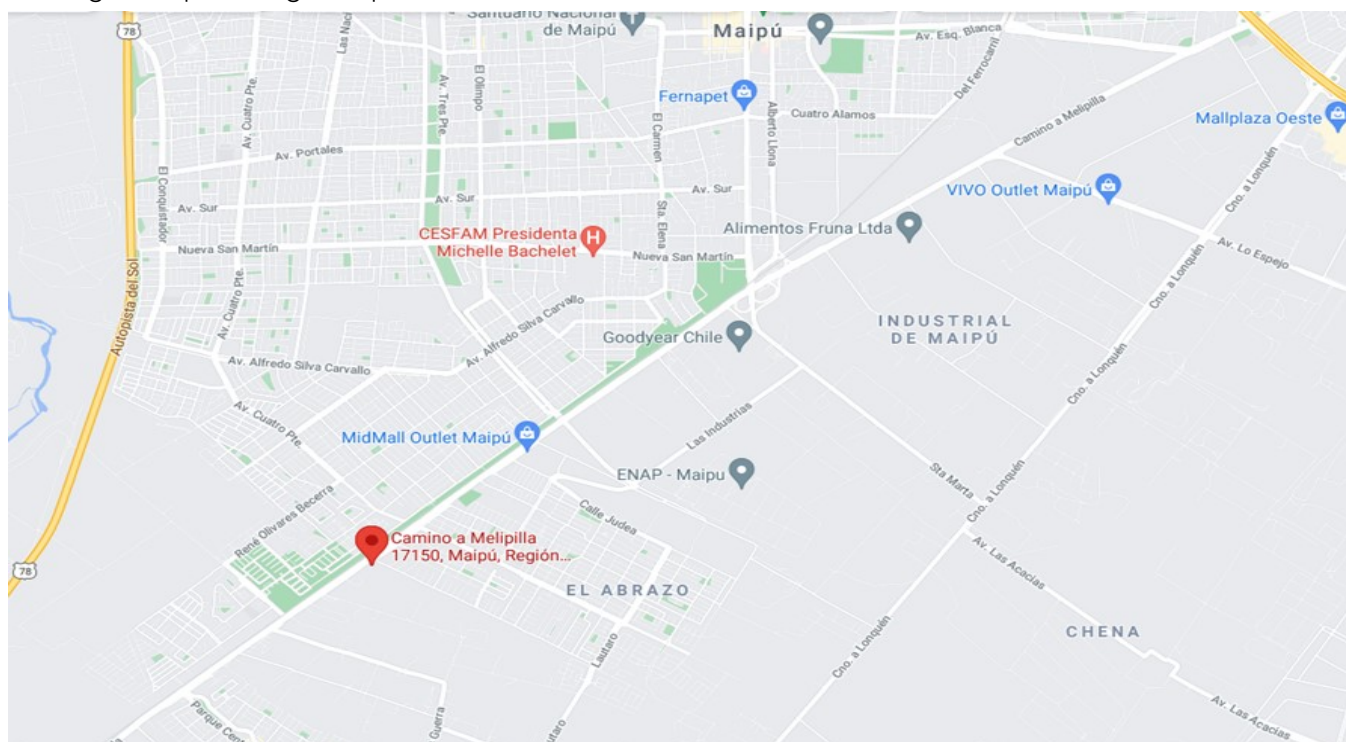 Santuario Nacional
de Maipú
Maipú
Av. Esq. Blanca
78
Las Nac
Av. Cuatro Pte.
Av. Tres Pte.
El Olimpo
El Carmen
Fernapet
Alberto Llona
Cuatro Alamos
Del Ferrocarril
Camino a Melipilla
Mallplaza Oeste
Av. Portales
El Conquistador
Av. Sur
Av. Sur
Av. Sur
VIVO Outlet Maipú
Cno. a Lonquén
CESFAM Presidenta
Michelle Bachelet
Sta. Elena
Alimentos Fruna Ltda
Nueva San Martín
Nueva San Martín
Av. Lo Espejo
Autopista del Sol
Av. Cuatro Pte.
Av. Alfredo Silva Carvallo
Goodyear Chile
INDUSTRIAL
DE MAIPÚ
Cno. a Lonquén
Av. Alfredo Silva Carvallo
Cno. a Lonquén
Av. Cuatro Pte.
MidMall Outlet Maipú
Las Industrias
ENAP - Maipu
Sta Marta
Cno. a Lonquén
René Olivares Becerra
Calle Judea
Camino a Melipilla
17150, Maipú, Región...
78
Av. Las Acacias
EL ABRAZO
CHENA
Lautaro
Cno. a Lonquén
Guerra
Parque Cen
Av. Las Acacias